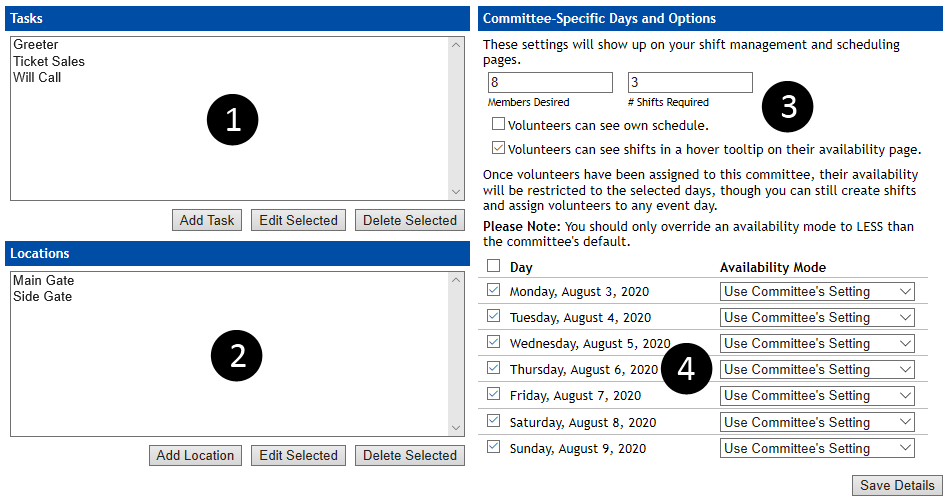 Tasks
Greeter
Ticket Sales
Will Call
1
Add Task
Edit Selected
Delete Selected
Locations
Main Gate
Side Gate
2
Add Location
Edit Selected
Delete Selected
Committee-Specific Days and Options
These settings will show up on your shift management and scheduling
pages.
8
3
Members Desired
# Shifts Required
3
Volunteers can see own schedule.
Volunteers can see shifts in a hover tooltip on their availability page.
Once volunteers have been assigned to this committee, their availability
will be restricted to the selected days, though you can still create shifts
and assign volunteers to any event day.
Please Note: You should only override an availability mode to LESS than
the committee's default.
Day Availability Mode
Monday, August 3, 2020 Use Committee's Setting
Tuesday, August 4, 2020 Use Committee's Setting
Wednesday, August 5, 2020 Use Committee's Setting
Thursday, August 6, 2020 Use Committee's Setting
4
Friday, August 7, 2020 Use Committee's Setting
Saturday, August 8, 2020 Use Committee's Setting
Sunday, August 9, 2020 Use Committee's Setting
Save Details